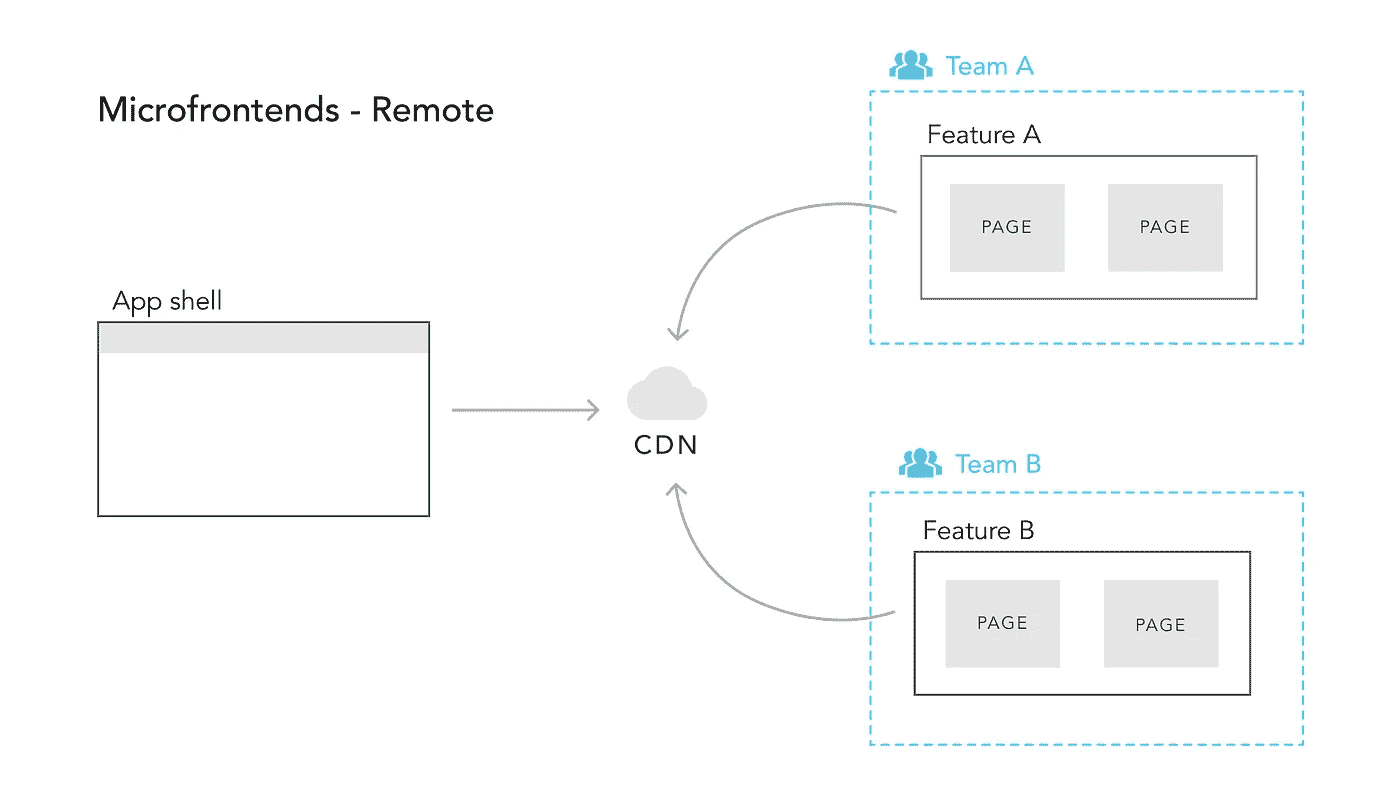 Microfrontends - Remote
Team A
Feature A
PAGE
PAGE
App shell
CDN
Team B
Feature B
PAGE
PAGE